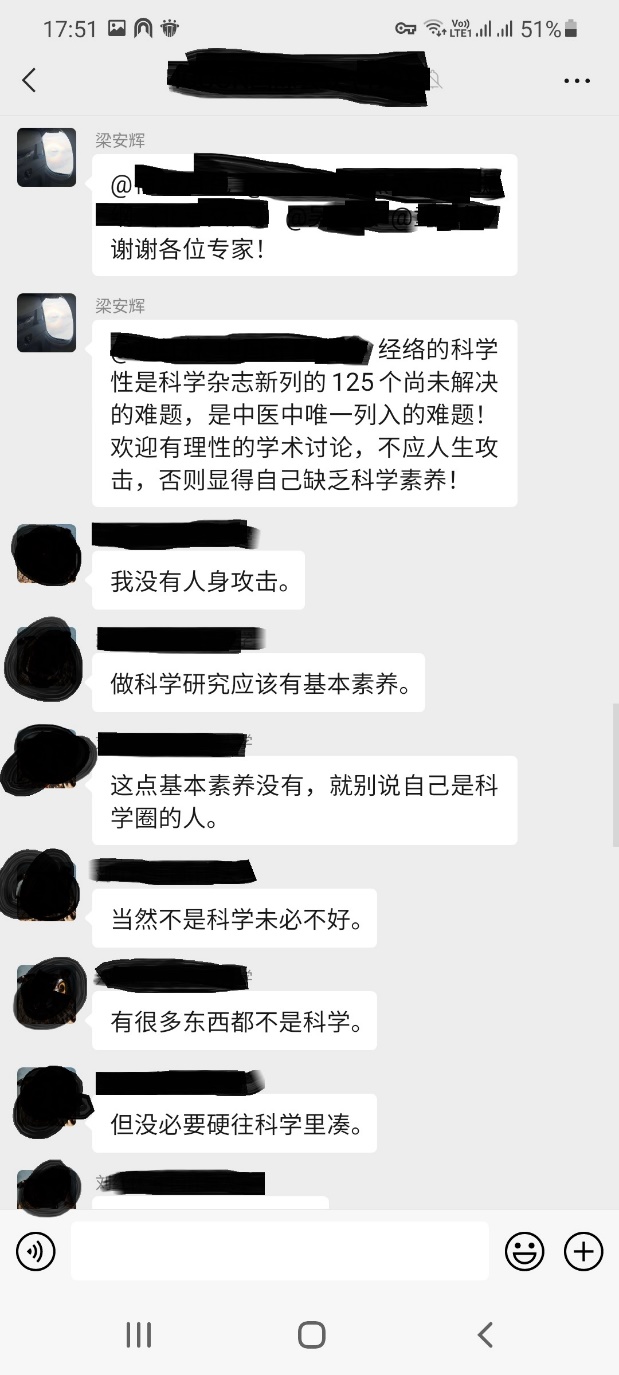 17:51
Vo))
LTE1
51%
梁安辉
@
@
谢谢各位专家！
梁安辉
经络的科学
性是科学杂志新列的125个尚未解决
的难题，是中医中唯一列入的难题！
欢迎有理性的学术讨论，不应人生攻
击，否则显得自己缺乏科学素养！
我没有人身攻击。
做科学研究应该有基本素养。
这点基本素养没有，就别说自己是科
学圈的人。
当然不是科学未必不好。
有很多东西都不是科学。
但没必要硬往科学里凑。